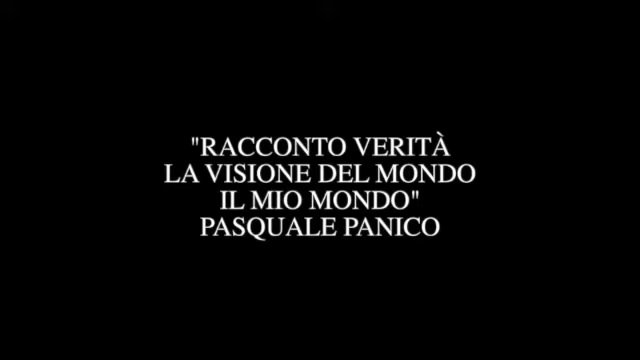 "RACCONTO VERITÀ
LA VISIONE DEL MONDO
IL MIO MONDO"
PASQUALE PANICO